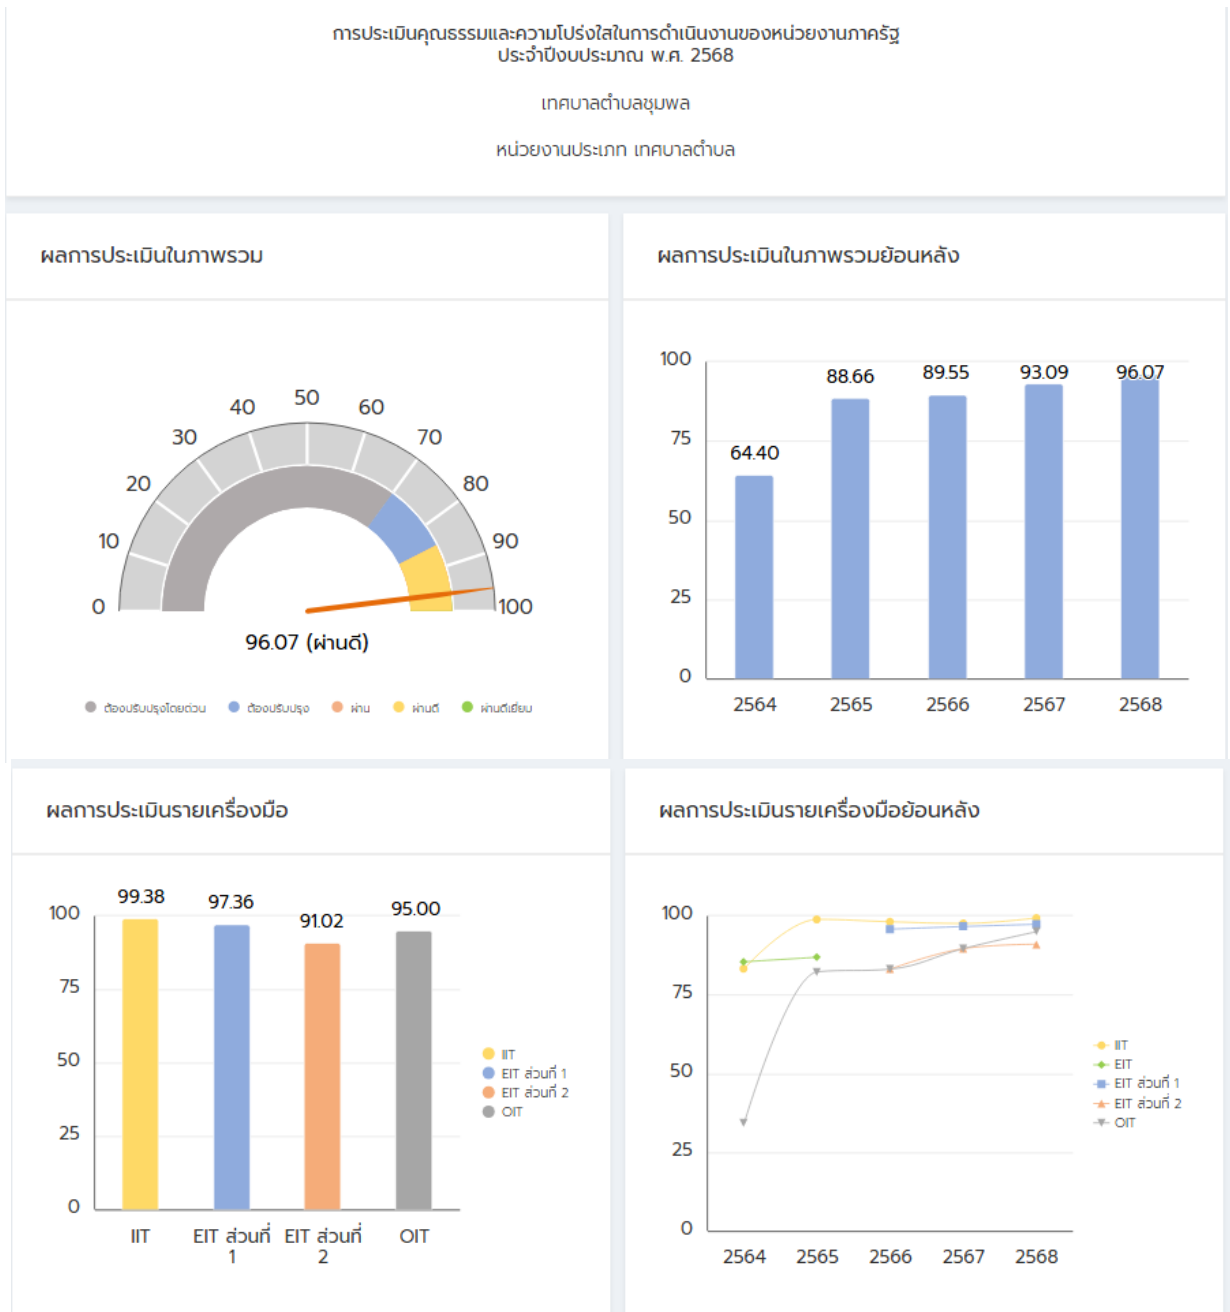 การประเมินคุณธรรมและความโปร่งใสในการดำเนินงานของหน่วยงานภาครัฐ
ประจำปีงบประมาณ พ.ศ. 2568
เทศบาลตำบลชุมพล
หน่วยงานประเภท เทศบาลตำบล
ผลการประเมินในภาพรวม
0
10
20
30
40
50
60
70
80
90
100
96.07 (ผ่านดี)
ต้องปรับปรุงโดยด่วน ต้องปรับปรุง ผ่าน ผ่านดี ผ่านดีเยี่ยม
ผลการประเมินในภาพรวมย้อนหลัง
100
75
50
25
0
64.40
88.66
89.55
93.09
96.07
2564 2565 2566 2567 2568
ผลการประเมินรายเครื่องมือ
100
75
50
25
0
99.38
97.36
91.02
95.00
IIT
EIT ส่วนที่
1
EIT ส่วนที่
2
OIT
IIT
EIT ส่วนที่ 1
EIT ส่วนที่ 2
OIT
ผลการประเมินรายเครื่องมือย้อนหลัง
100
75
50
25
0
2564 2565 2566 2567 2568
IIT
EIT
EIT ส่วนที่ 1
EIT ส่วนที่ 2
OIT